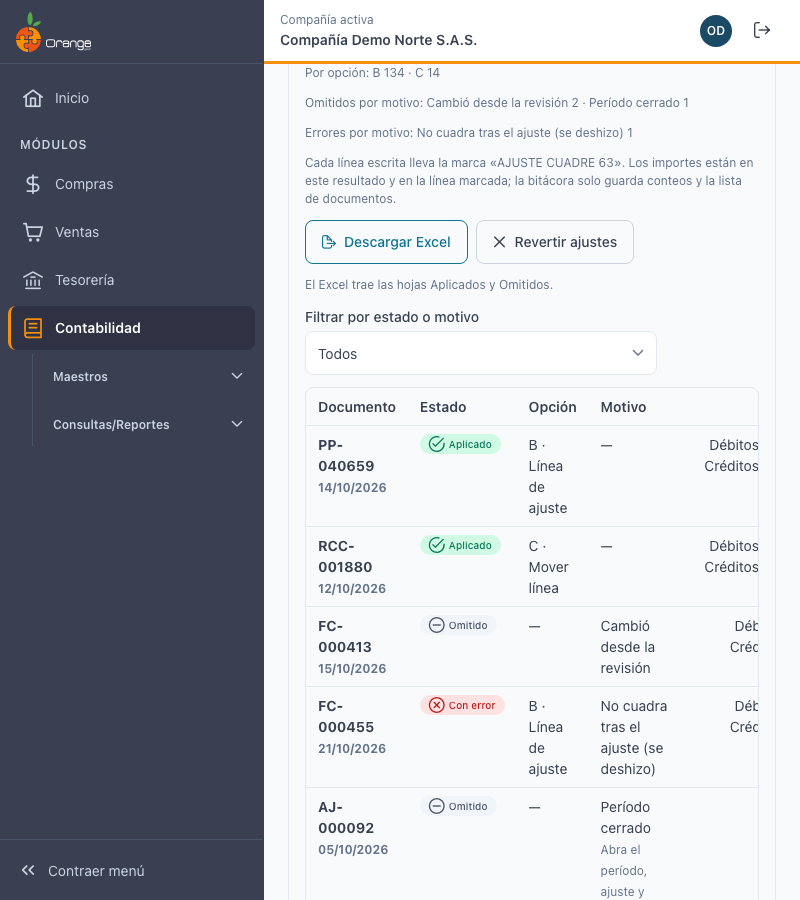 Orange
Inicio
MÓDULOS
Compras
Ventas
Tesorería
Contabilidad
Maestros
Consultas/Reportes
Contraer menú
Compañía activa
Compañía Demo Norte S.A.S.
OD
Por opción: B 134 · C 14
Omitidos por motivo: Cambió desde la revisión 2 · Período cerrado 1
Errores por motivo: No cuadra tras el ajuste (se deshizo) 1
Cada línea escrita lleva la marca «AJUSTE CUADRE 63». Los importes están en
este resultado y en la línea marcada; la bitácora solo guarda conteos y la lista
de documentos.
Descargar Excel
Revertir ajustes
El Excel trae las hojas Aplicados y Omitidos.
Filtrar por estado o motivo
Todos
Documento Estado Opción Motivo
PP-
040659
14/10/2026
Aplicado
B ·
Línea
de
ajuste
—
Débitos
Créditos
RCC-
001880
12/10/2026
Aplicado
C ·
Mover
línea
—
Débitos
Créditos
FC-
000413
15/10/2026
Omitido
—
Cambió
desde la
revisión
Déb
Créd
FC-
000455
21/10/2026
Con error
B ·
Línea
de
ajuste
No cuadra
tras el
ajuste (se
deshizo)
Déb
Créd
AJ-
000092
05/10/2026
Omitido
—
Período
cerrado
Abra el
período,
ajuste y